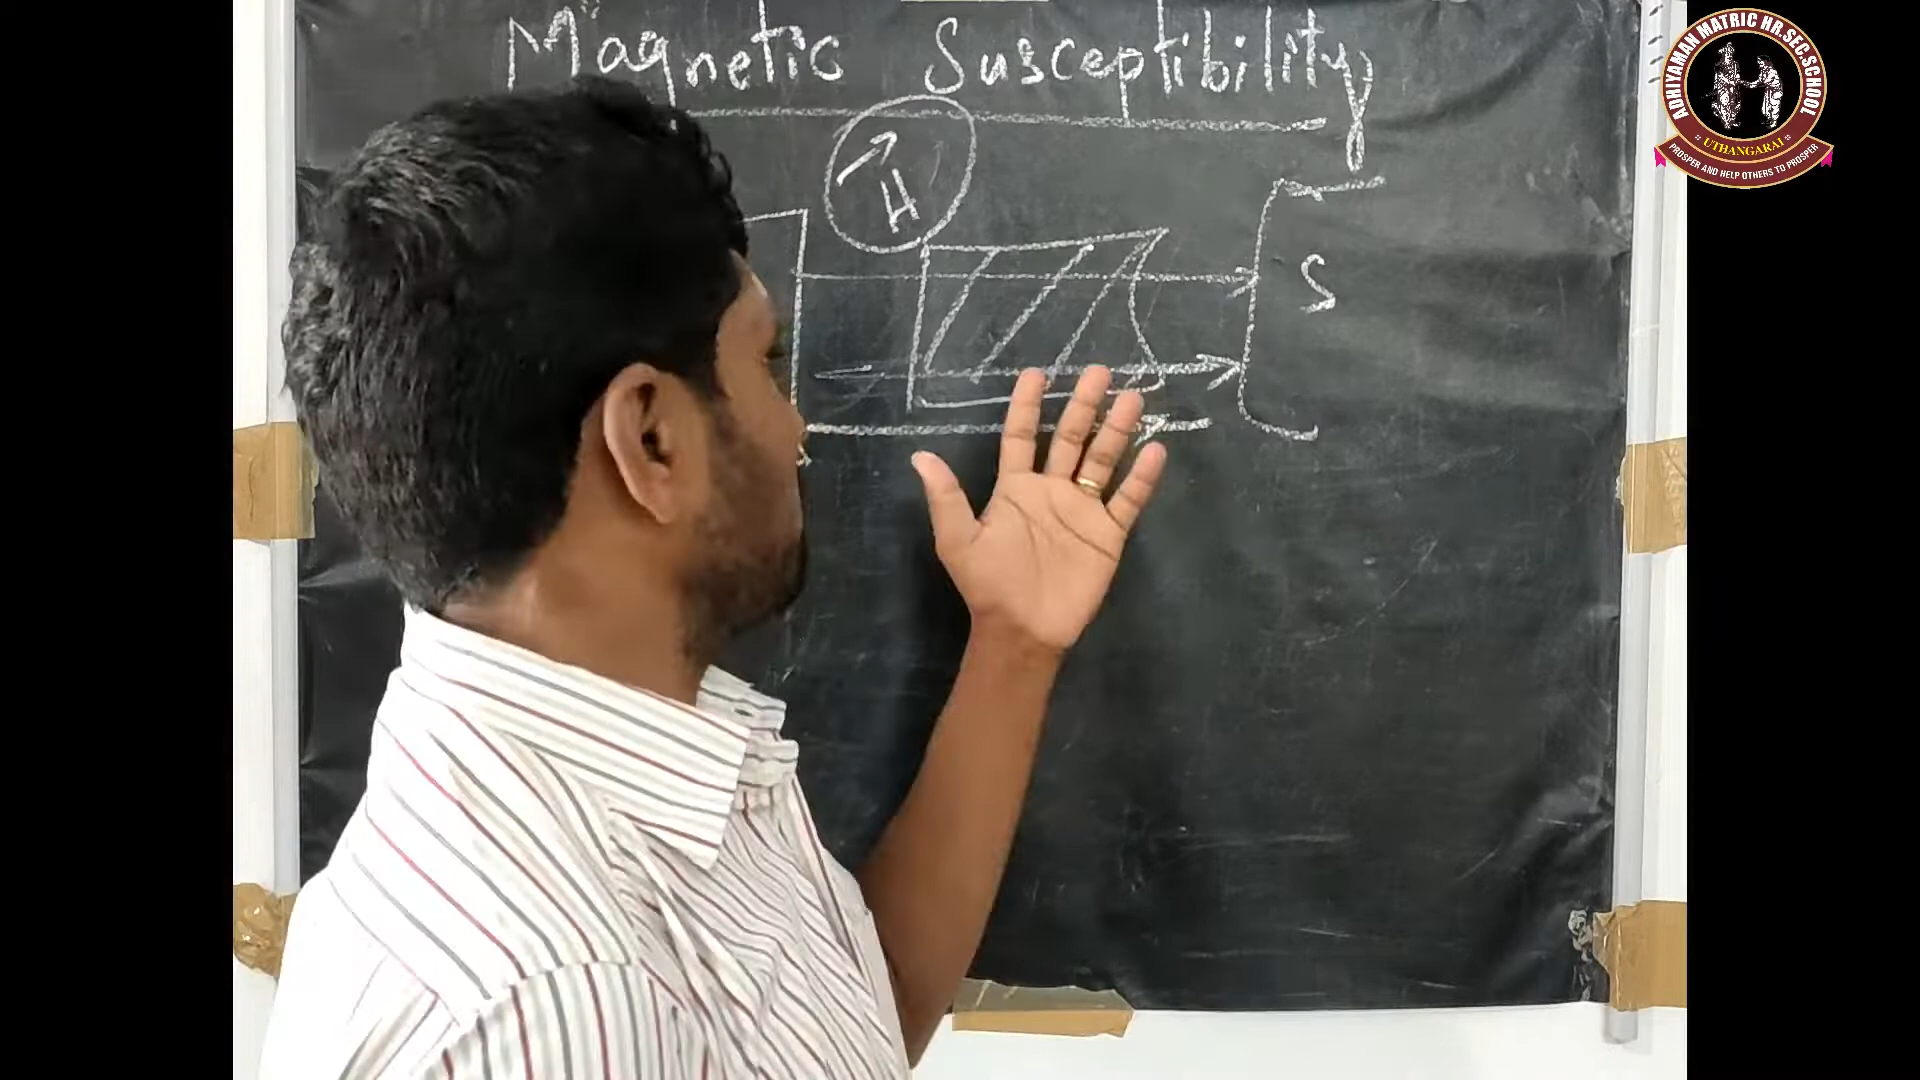 Magnetic Susceptibility
H
S
ADHIYAMAN MATRIC HR.SEC.SCHOOL
UTHANGARAI
PROSPER AND HELP OTHERS TO PROSPER